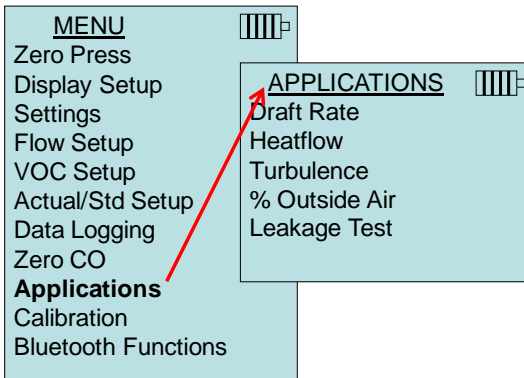 MENU
Zero Press
Display Setup
Settings
Flow Setup
VOC Setup
Actual/Std Setup
Data Logging
Zero CO
Applications
Calibration
Bluetooth Functions
APPLICATIONS
Draft Rate
Heatflow
Turbulence
% Outside Air
Leakage Test